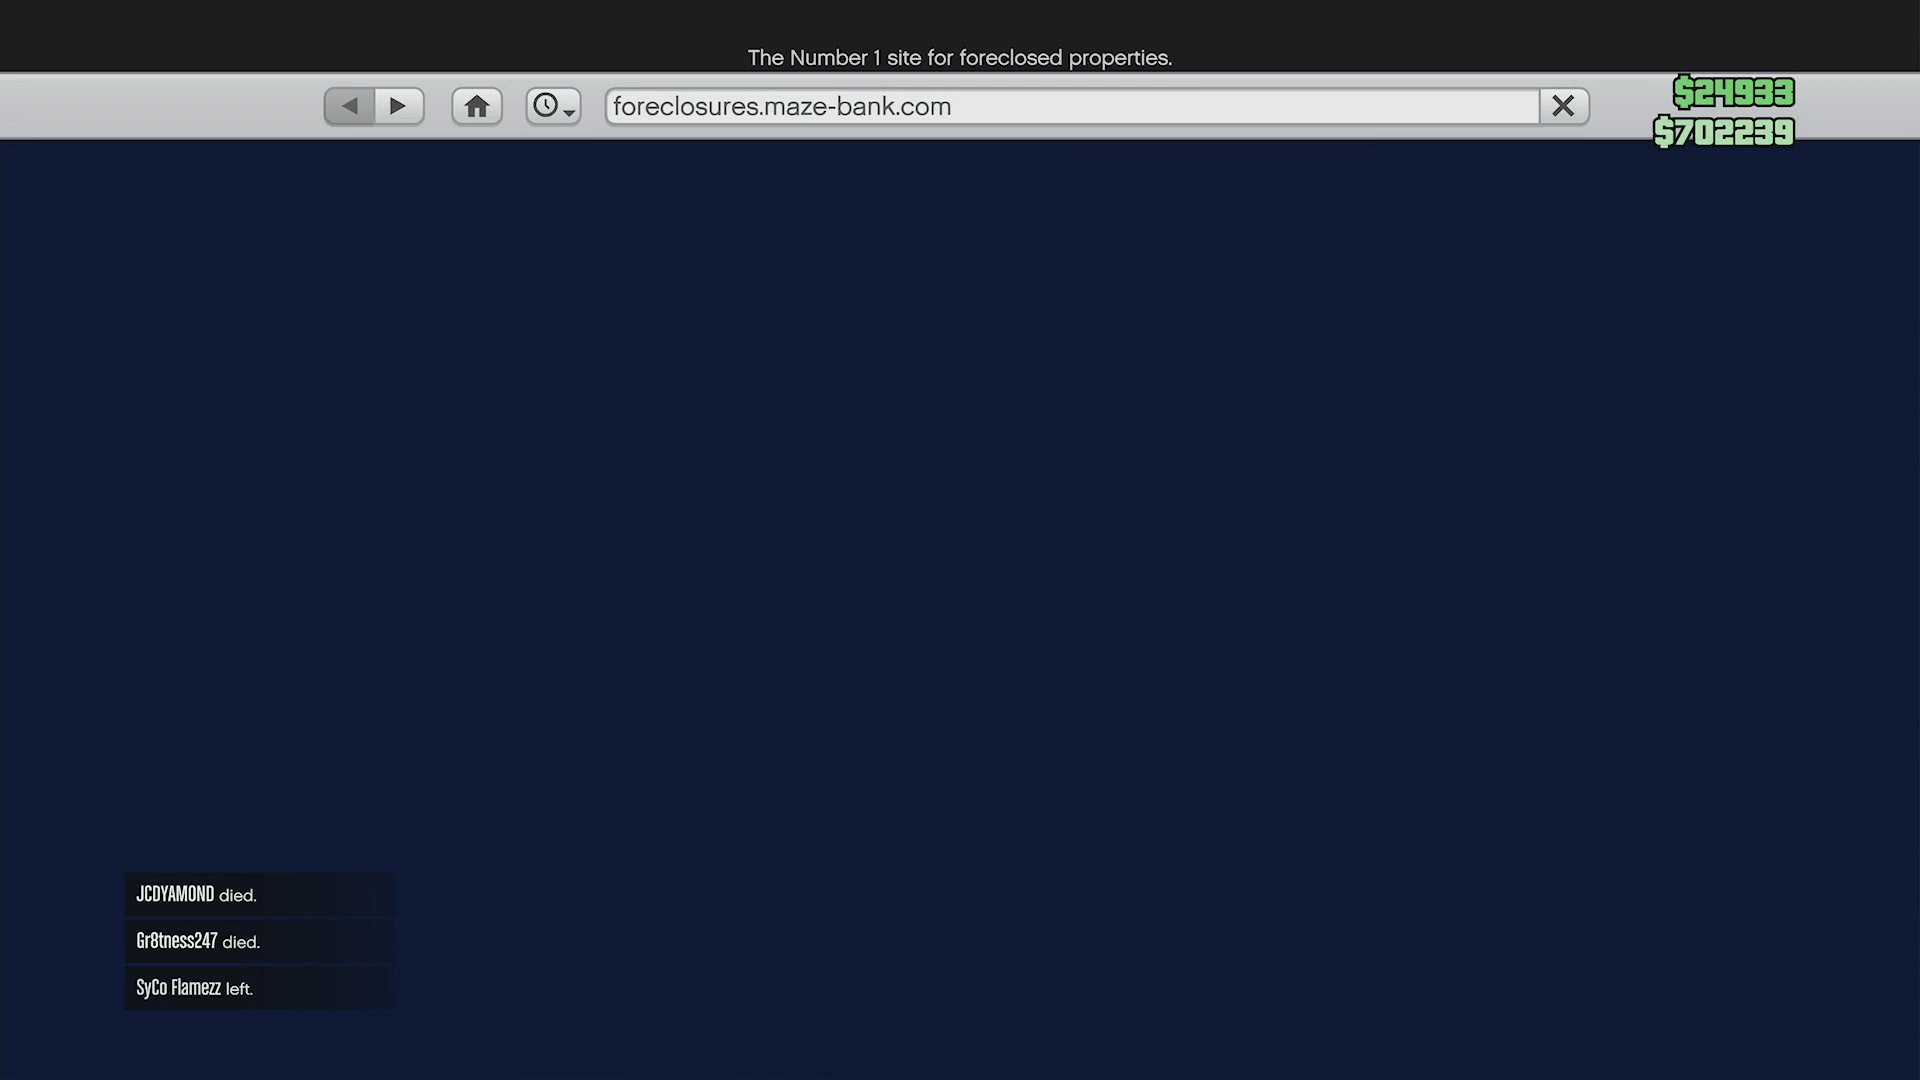 The Number 1 site for foreclosed properties.
foreclosures.maze-bank.com
$24933
$702239
JCDYAMOND died.
Gr8tness247 died.
SyCo Flamezz left.